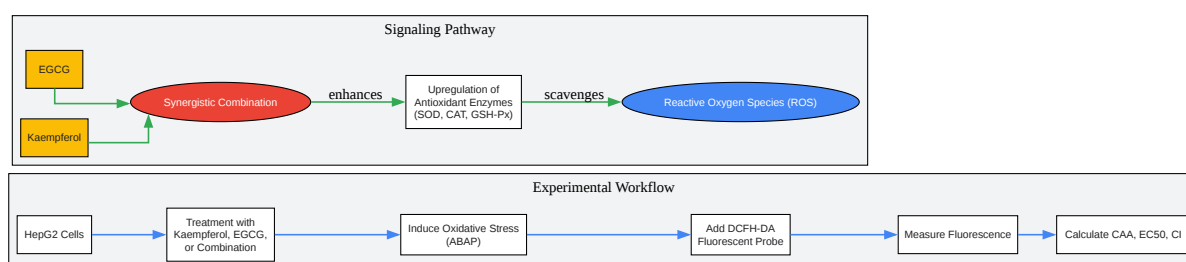 Signaling Pathway
EGCG
Kaempferol
Synergistic Combination
enhances
Upregulation of
Antioxidant Enzymes
(SOD, CAT, GSH-Px)
scavenges
Reactive Oxygen Species (ROS)
Experimental Workflow
HepG2 Cells
Treatment with
Kaempferol, EGCG,
or Combination
Induce Oxidative Stress
(ABAP)
Add DCFH-DA
Fluorescent Probe
Measure Fluorescence
Calculate CAA, EC50, CI